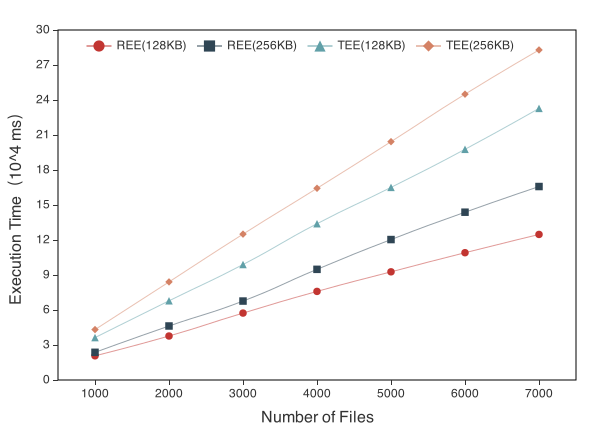 REE(128KB) REE(256KB) TEE(128KB) TEE(256KB)
30
27
24
21
18
15
12
9
6
3
0
Execution Time（10^4 ms)
1000 2000 3000 4000 5000 6000 7000
Number of Files